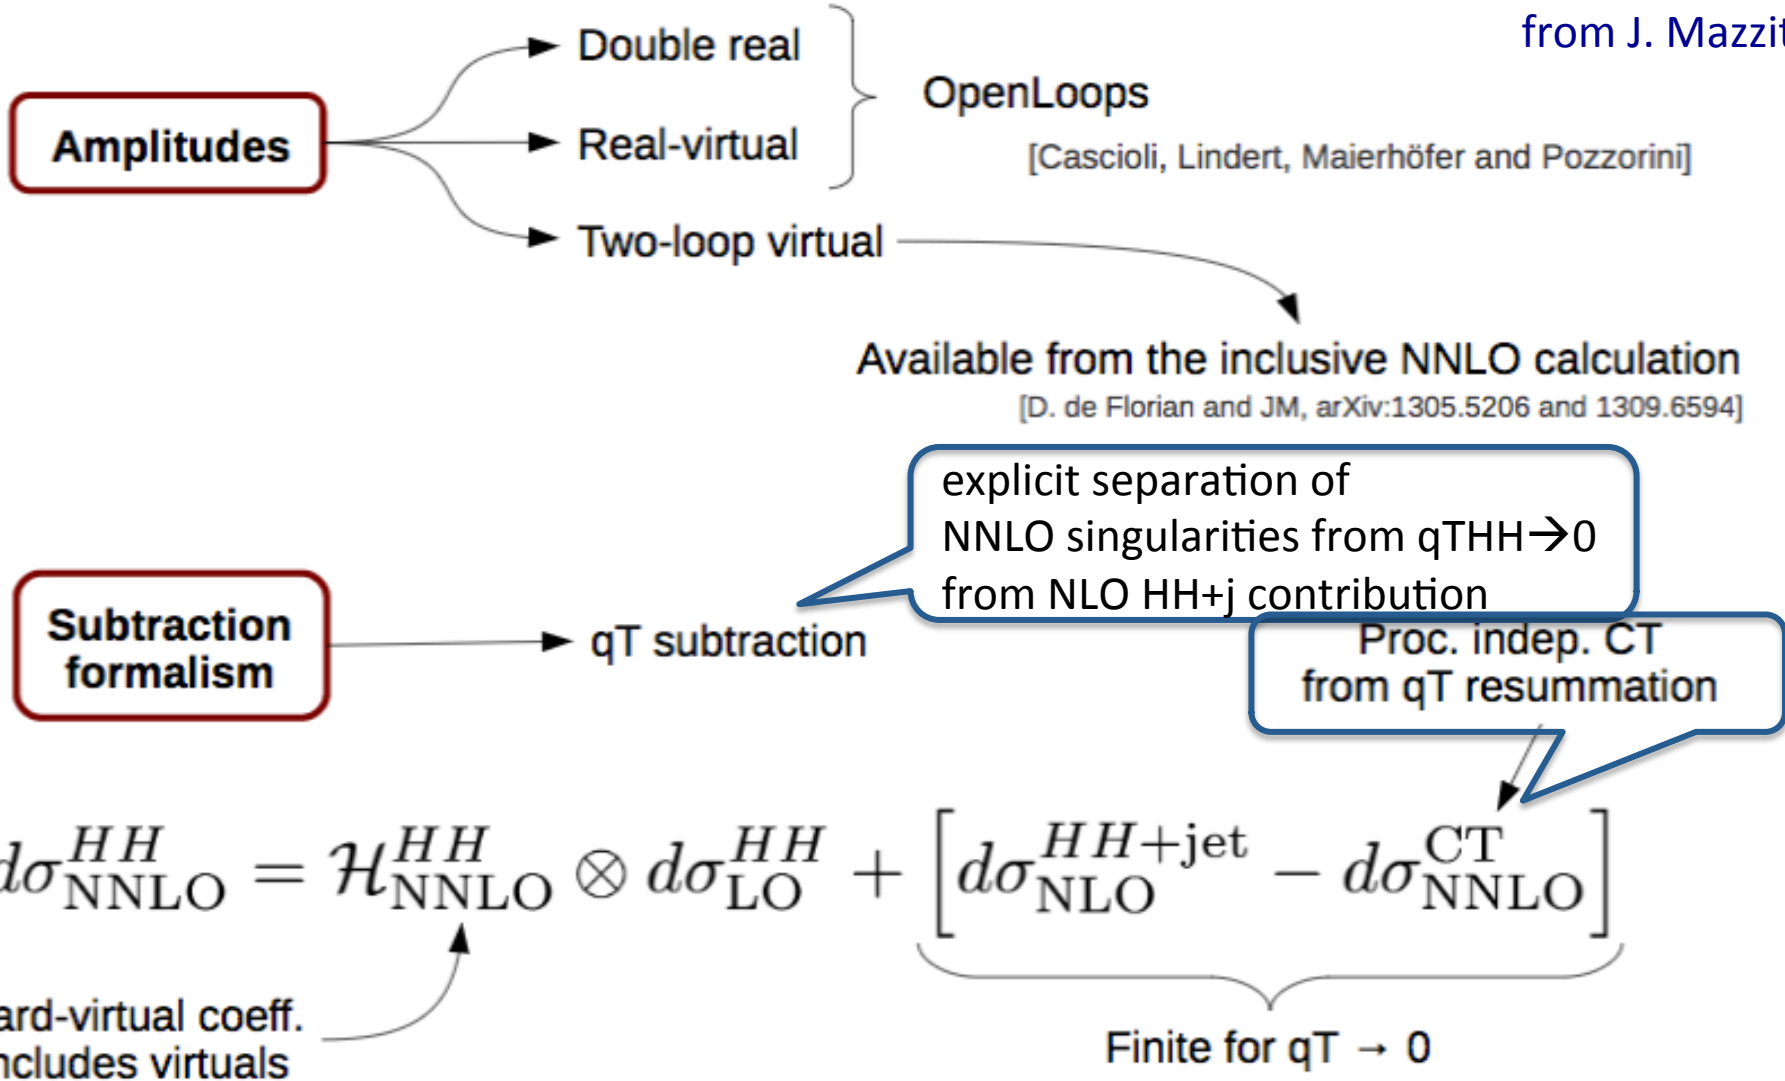 from J. Mazzit
Double real
OpenLoops
Amplitudes
Real-virtual
[Cascioli, Lindert, Maierhöfer and Pozzorini]
Two-loop virtual
Available from the inclusive NNLO calculation
[D. de Florian and JM, arXiv:1305.5206 and 1309.6594]
explicit separation of
NNLO singularities from qTHH→0
from NLO HH+j contribution
Subtraction
formalism
qT subtraction
Proc. indep. CT
from qT resummation
dσ^{HH}_{NNLO} = \mathcal{H}^{HH}_{NNLO} ⊗ dσ^{HH}_{LO} + [dσ^{HH+jet}_{NLO} − dσ^{CT}_{NNLO}]
ard-virtual coeff.
ncludes virtuals
Finite for qT → 0